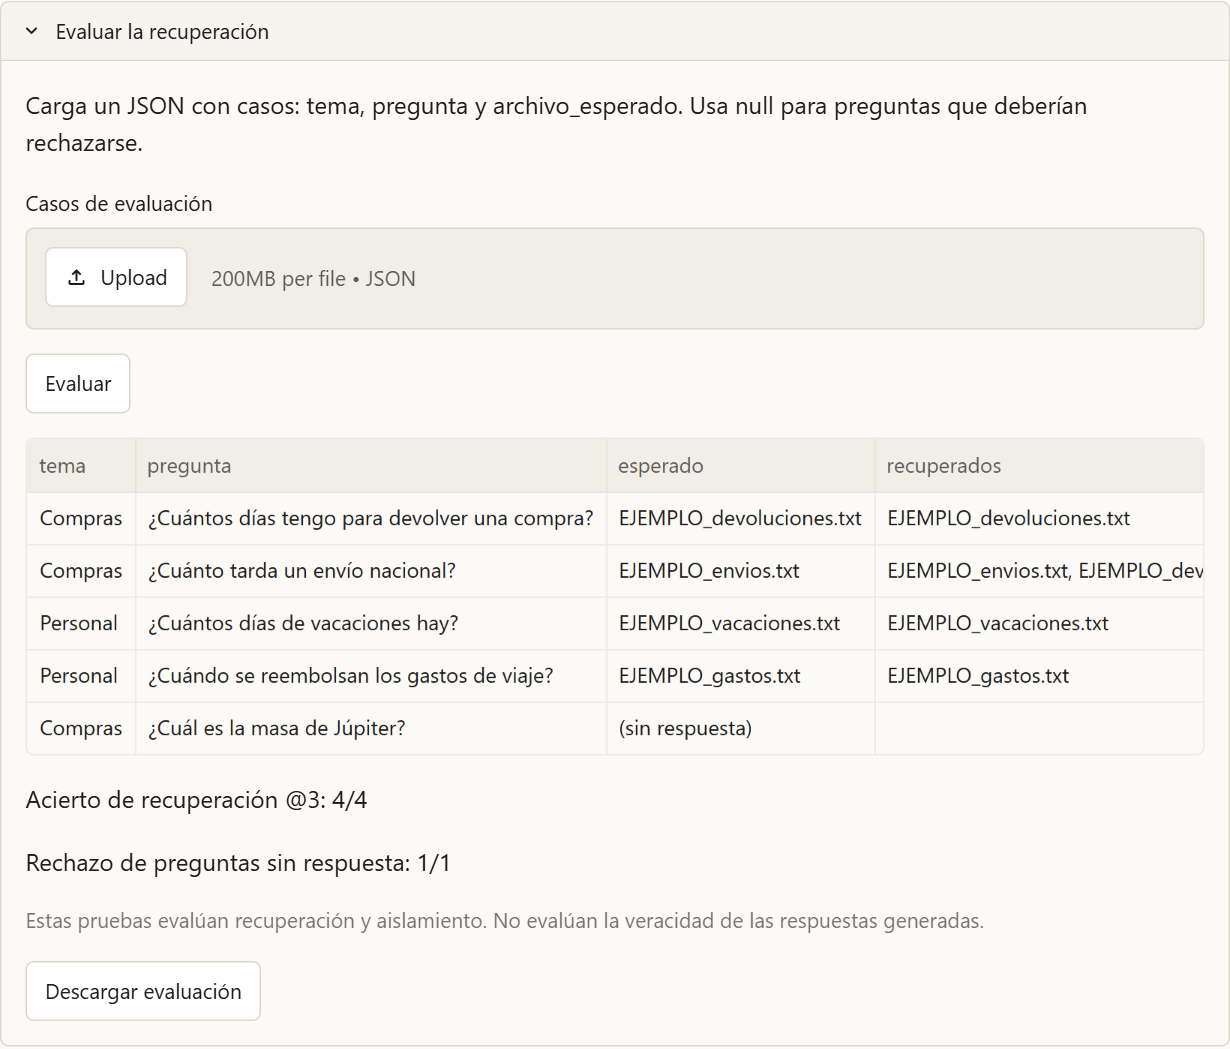 Evaluar la recuperación
Carga un JSON con casos: tema, pregunta y archivo_esperado. Usa null para preguntas que deberían
rechazarse.
Casos de evaluación
Upload 200MB per file • JSON
Evaluar
tema pregunta esperado recuperados
Compras ¿Cuántos días tengo para devolver una compra? EJEMPLO_devoluciones.txt EJEMPLO_devoluciones.txt
Compras ¿Cuánto tarda un envío nacional? EJEMPLO_envios.txt EJEMPLO_envios.txt, EJEMPLO_dev
Personal ¿Cuántos días de vacaciones hay? EJEMPLO_vacaciones.txt EJEMPLO_vacaciones.txt
Personal ¿Cuándo se reembolsan los gastos de viaje? EJEMPLO_gastos.txt EJEMPLO_gastos.txt
Compras ¿Cuál es la masa de Júpiter? (sin respuesta)
Acierto de recuperación @3: 4/4
Rechazo de preguntas sin respuesta: 1/1
Estas pruebas evalúan recuperación y aislamiento. No evalúan la veracidad de las respuestas generadas.
Descargar evaluación